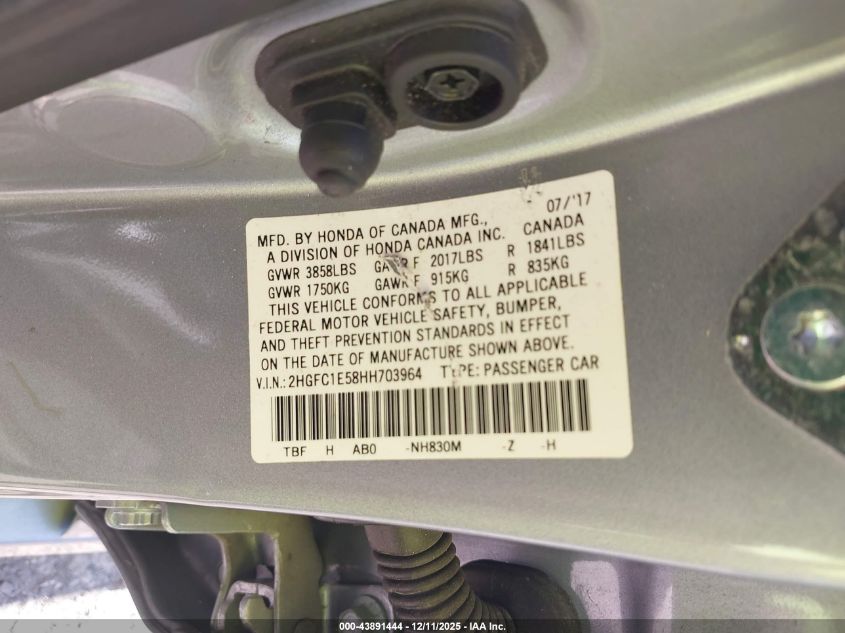 07/'17
MFD. BY HONDA OF CANADA MFG., CANADA
A DIVISION OF HONDA CANADA INC.
GVWR 3858LBS GAWR F 2017LBS R 1841LBS
GVWR 1750KG GAWR F 915KG R 835KG
THIS VEHICLE CONFORMS TO ALL APPLICABLE
FEDERAL MOTOR VEHICLE SAFETY, BUMPER,
AND THEFT PREVENTION STANDARDS IN EFFECT
ON THE DATE OF MANUFACTURE SHOWN ABOVE.
V.I.N.: 2HGFC1E58HH703964 TYPE: PASSENGER CAR
TBF H AB0 -NH830M -Z -H
000-43891444 - 12/11/2025 - IAA Inc.